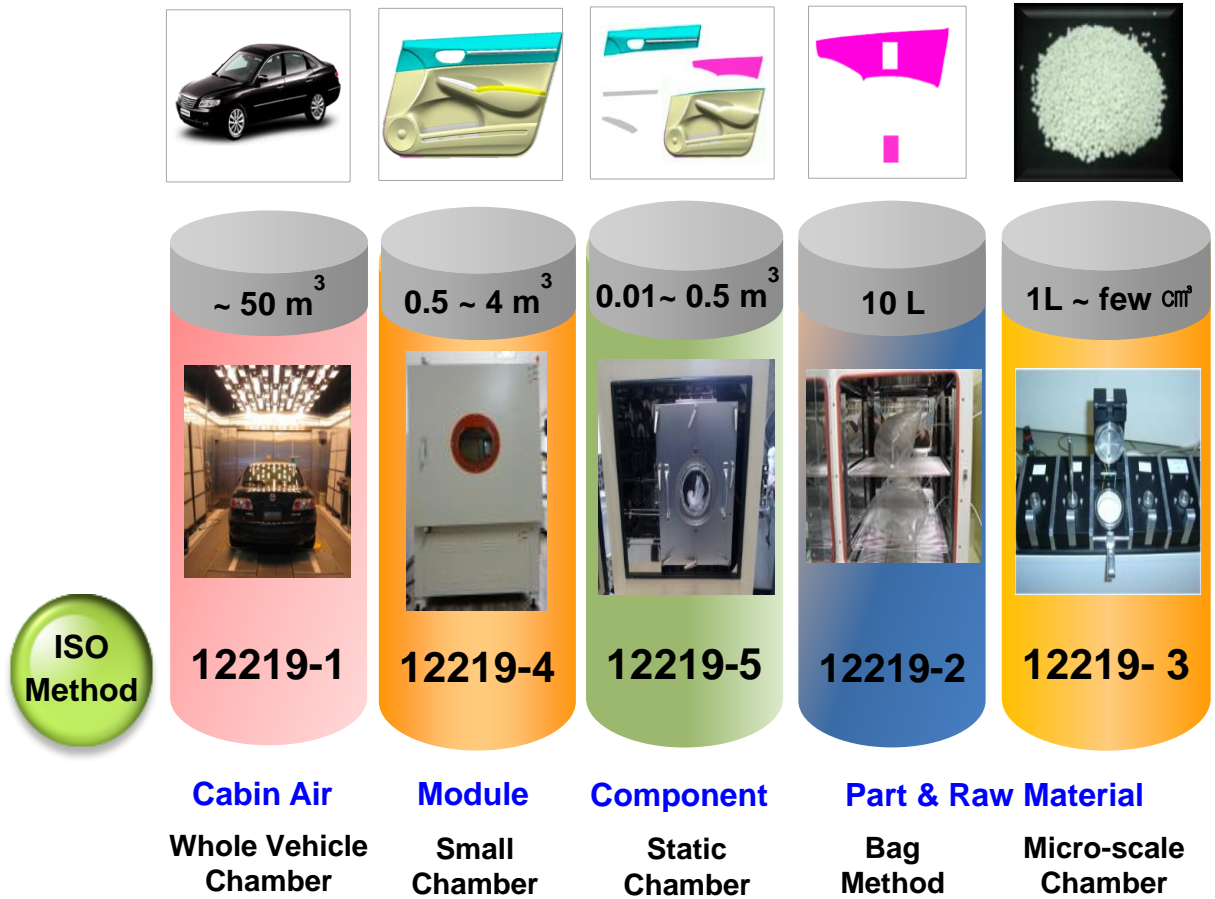 ~ 50 m³
0.5 ~ 4 m³
0.01~ 0.5 m³
10 L
1L ~ few ㎤
ISO
Method
12219-1
12219-4
12219-5
12219-2
12219- 3
Cabin Air
Module
Component
Part & Raw Material
Whole Vehicle
Chamber
Small
Chamber
Static
Chamber
Bag
Method
Micro-scale
Chamber